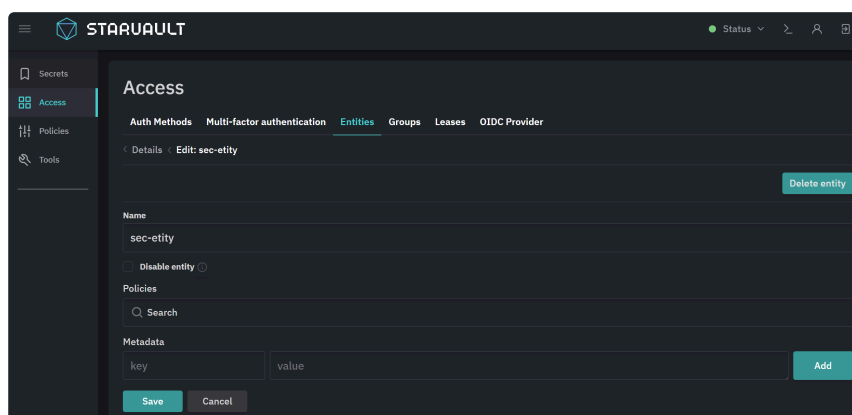 STARVAULT
Status
Secrets
Access
Policies
Tools
Access
Auth Methods Multi-factor authentication Entities Groups Leases OIDC Provider
< Details < Edit: sec-etity
Delete entity
Name
sec-etity
Disable entity
Policies
Search
Metadata
key value Add
Save Cancel